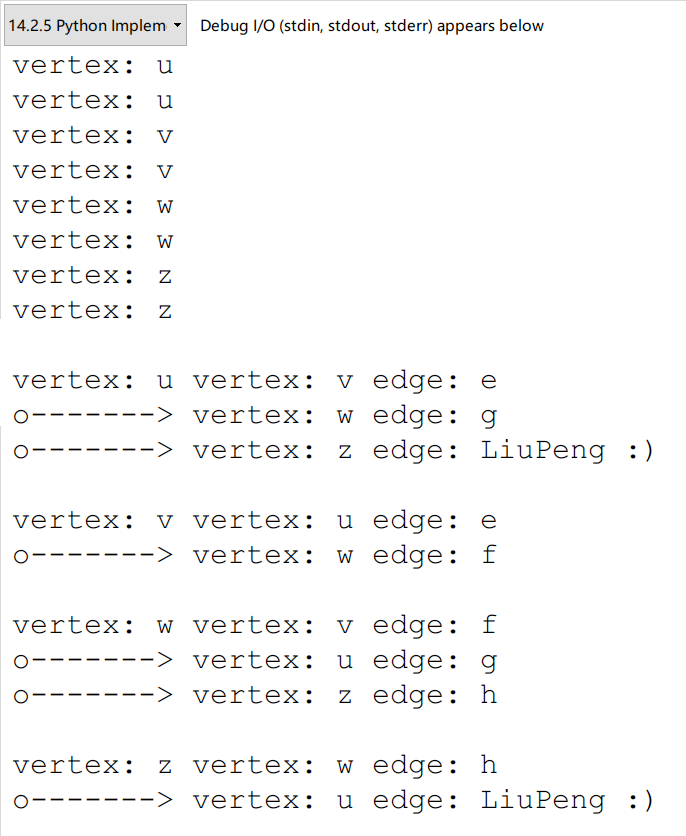 14.2.5 Python Implem Debug I/O (stdin, stdout, stderr) appears below
vertex: u
vertex: u
vertex: v
vertex: v
vertex: w
vertex: w
vertex: z
vertex: z
vertex: u vertex: v edge: e
o-------> vertex: w edge: g
o-------> vertex: z edge: LiuPeng :)
vertex: v vertex: u edge: e
o-------> vertex: w edge: f
vertex: w vertex: v edge: f
o-------> vertex: u edge: g
o-------> vertex: z edge: h
vertex: z vertex: w edge: h
o-------> vertex: u edge: LiuPeng :)